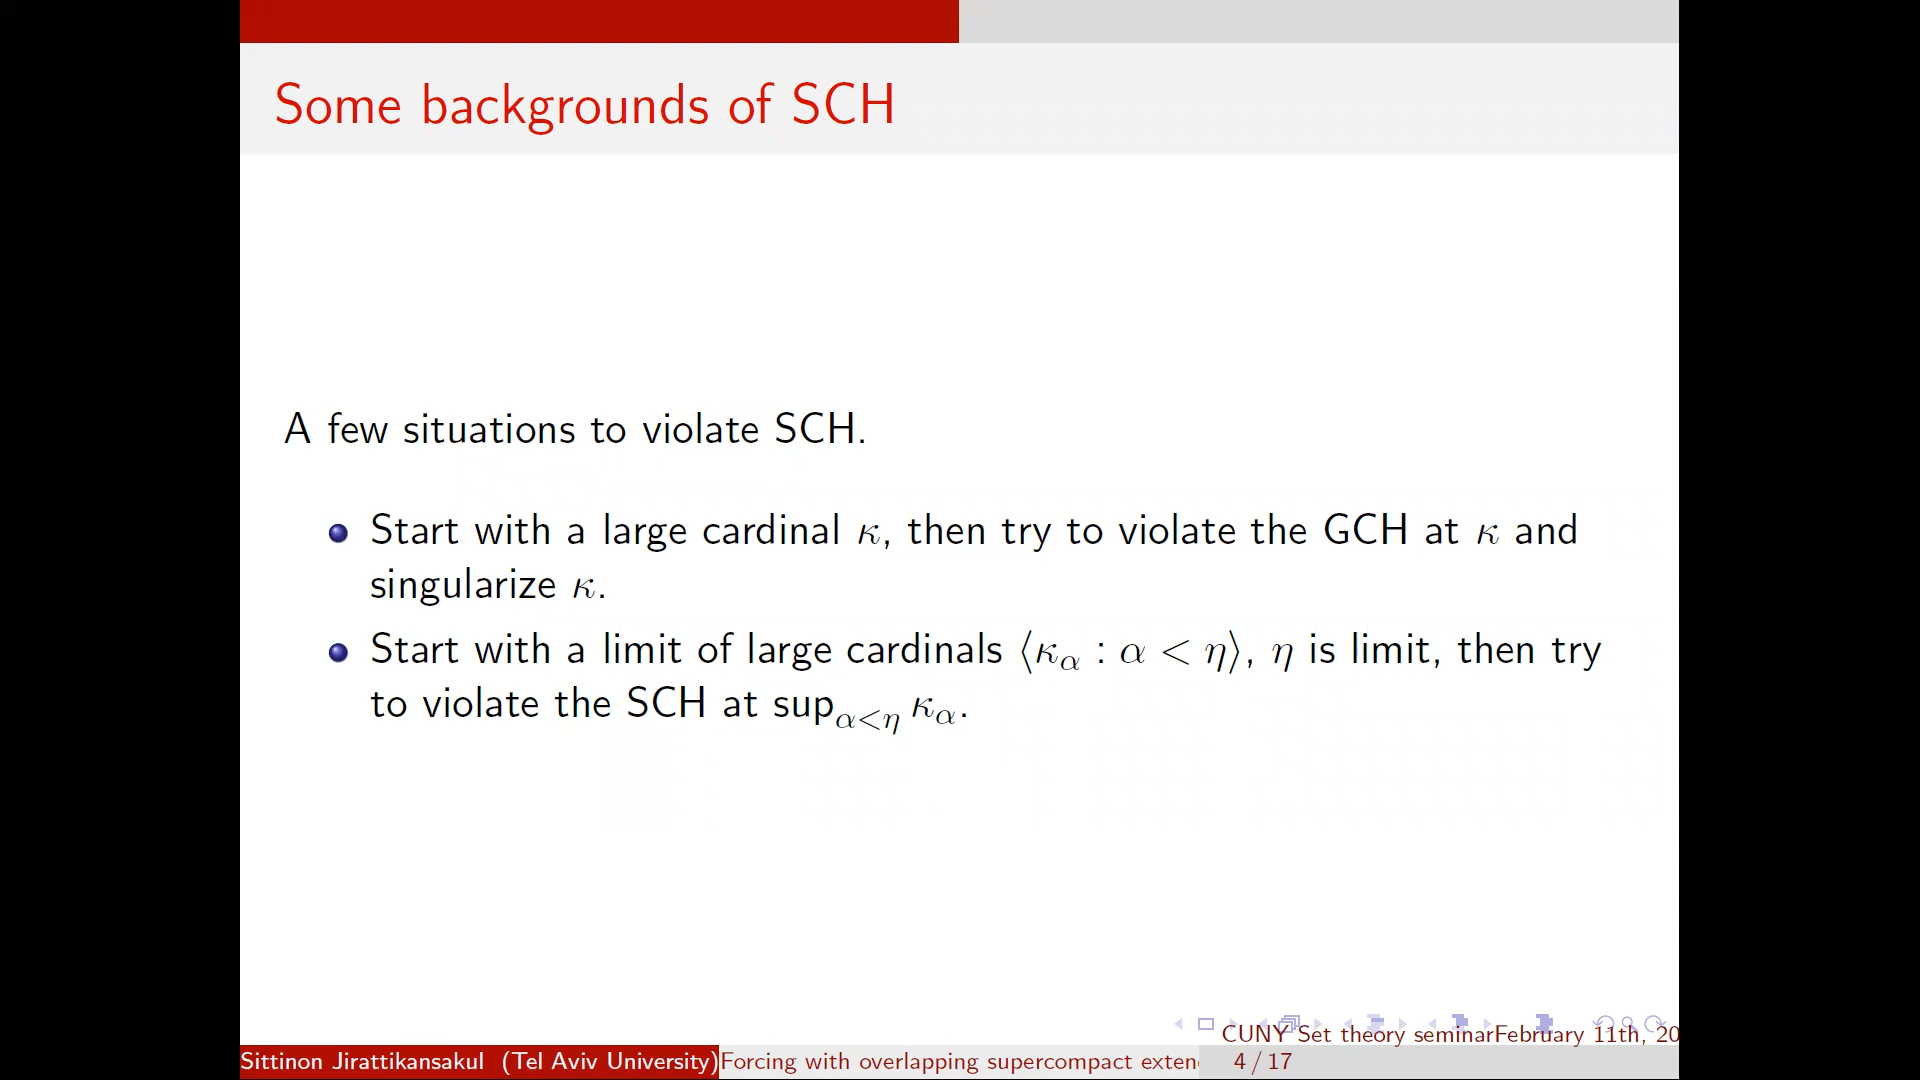 Some backgrounds of SCH
A few situations to violate SCH.
Start with a large cardinal κ, then try to violate the GCH at κ and
singularize κ.
Start with a limit of large cardinals ⟨κ_α : α < η⟩, η is limit, then try
to violate the SCH at sup_{α<η} κ_α.
CUNY Set theory seminarFebruary 11th, 20
Sittinon Jirattikansakul (Tel Aviv University) Forcing with overlapping supercompact exten 4 / 17